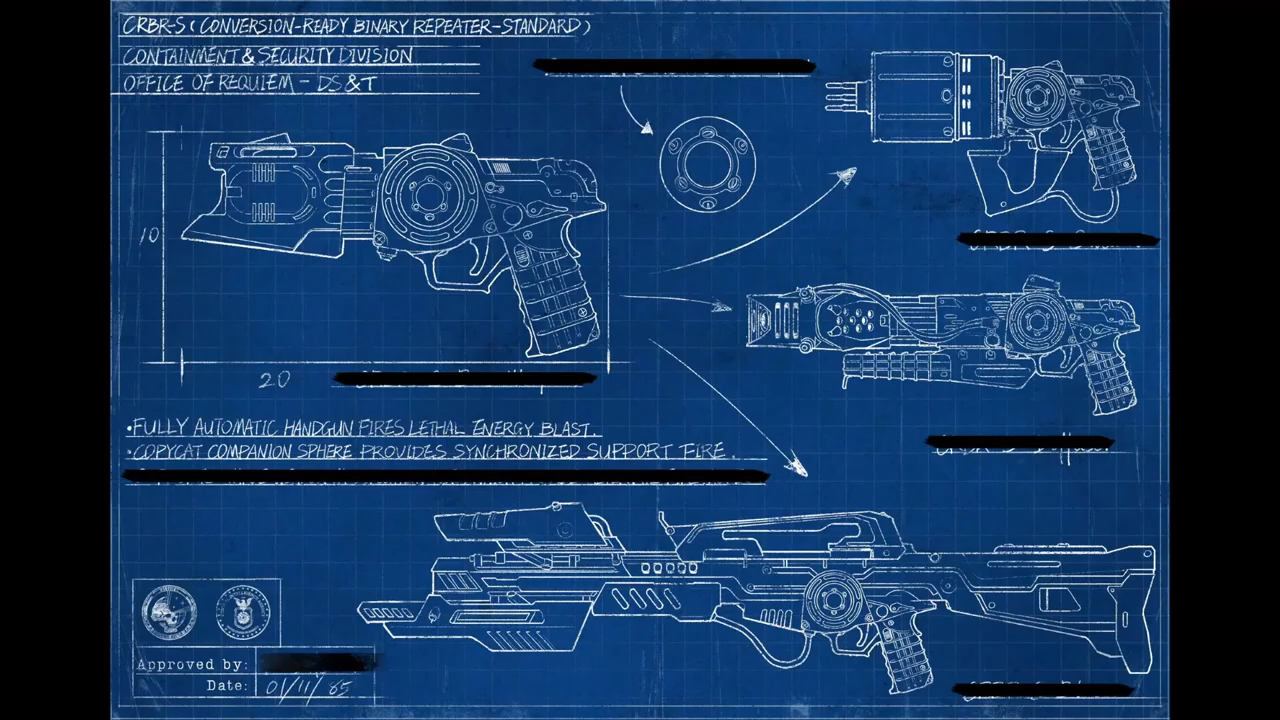 CRBR-S (CONVERSION-READY BINARY REPEATER-STANDARD)
CONTAINMENT & SECURITY DIVISION
OFFICE OF REQUIEM - DS&T
10
20
•FULLY AUTOMATIC HANDGUN FIRES LETHAL ENERGY BLAST.
•COPYCAT COMPANION SPHERE PROVIDES SYNCHRONIZED SUPPORT FIRE.
Approved by:
Date: 01/11/65